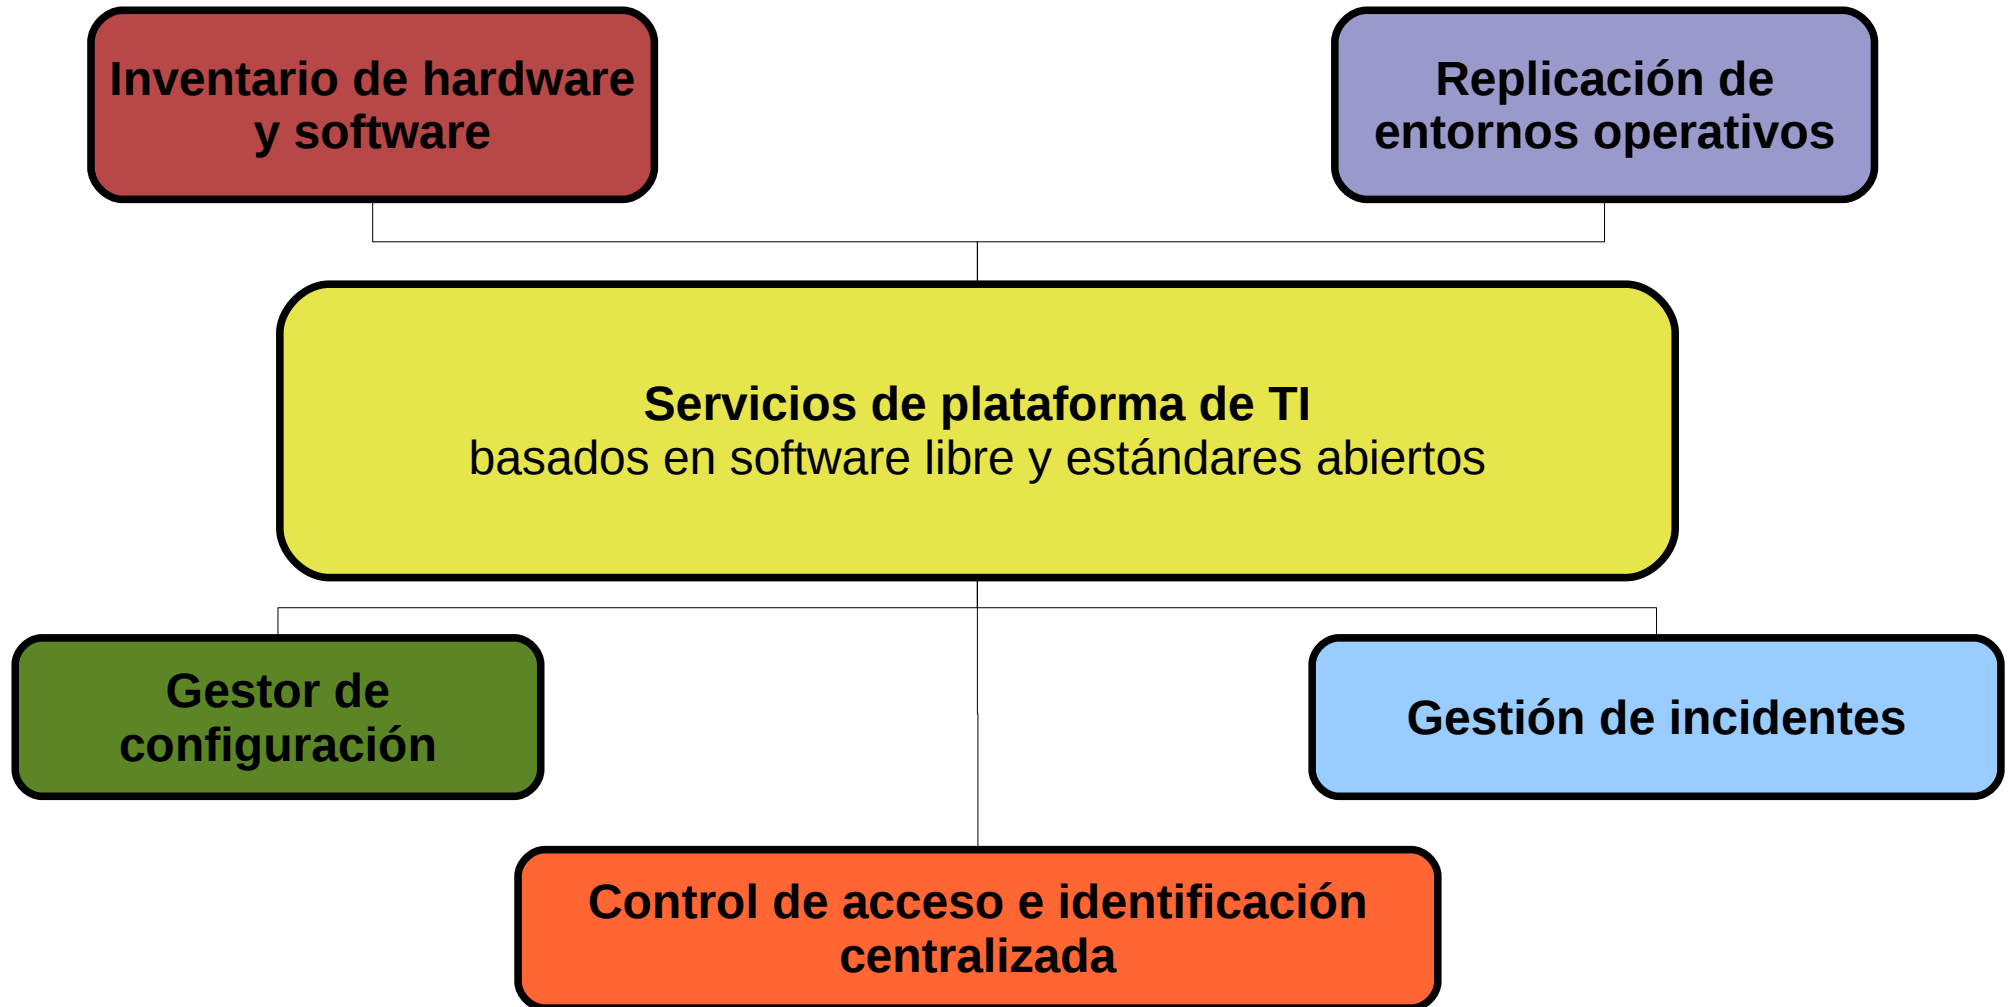 Inventario de hardware
y software
Replicación de
entornos operativos
Servicios de plataforma de TI
basados en software libre y estándares abiertos
Gestor de
configuración
Gestión de incidentes
Control de acceso e identificación
centralizada